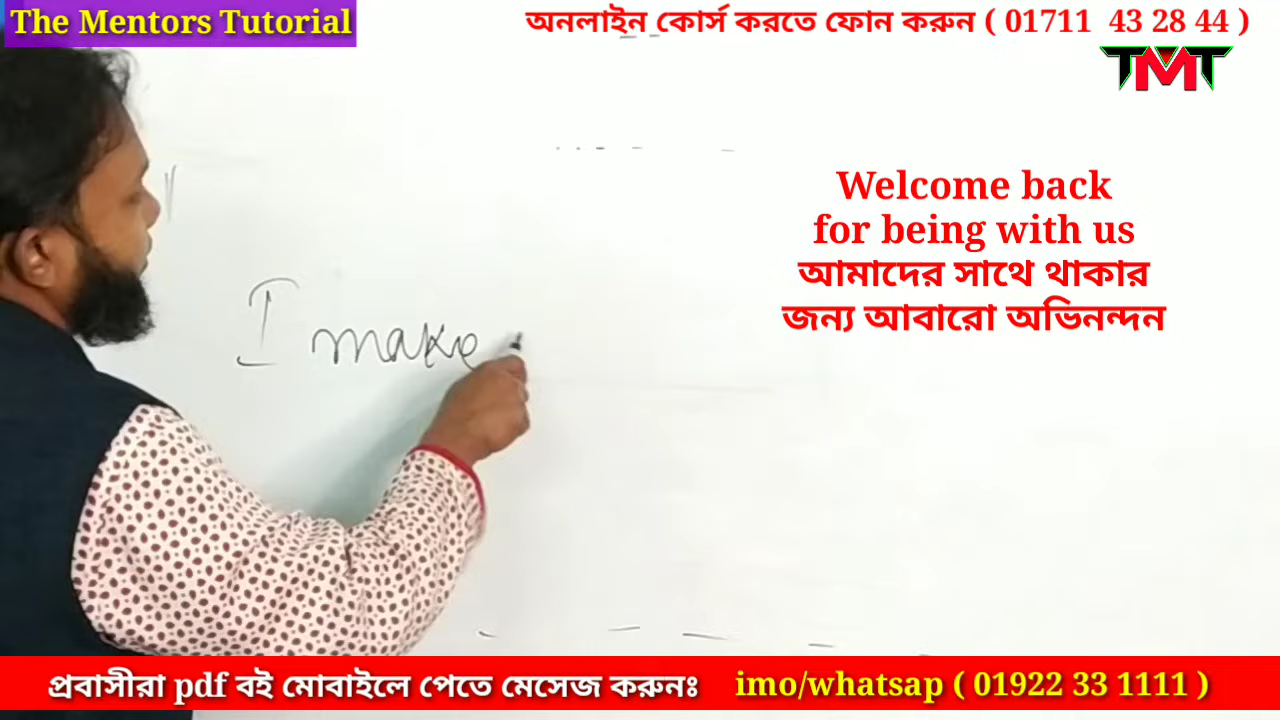 The Mentors Tutorial
অনলাইন কোর্স করতে ফোন করুন ( 01711 43 28 44 )
TMT
Welcome back
for being with us
আমাদের সাথে থাকার
জন্য আবারো অভিনন্দন
I make
প্রবাসীরা pdf বই মোবাইলে পেতে মেসেজ করুনঃ imo/whatsap ( 01922 33 1111 )